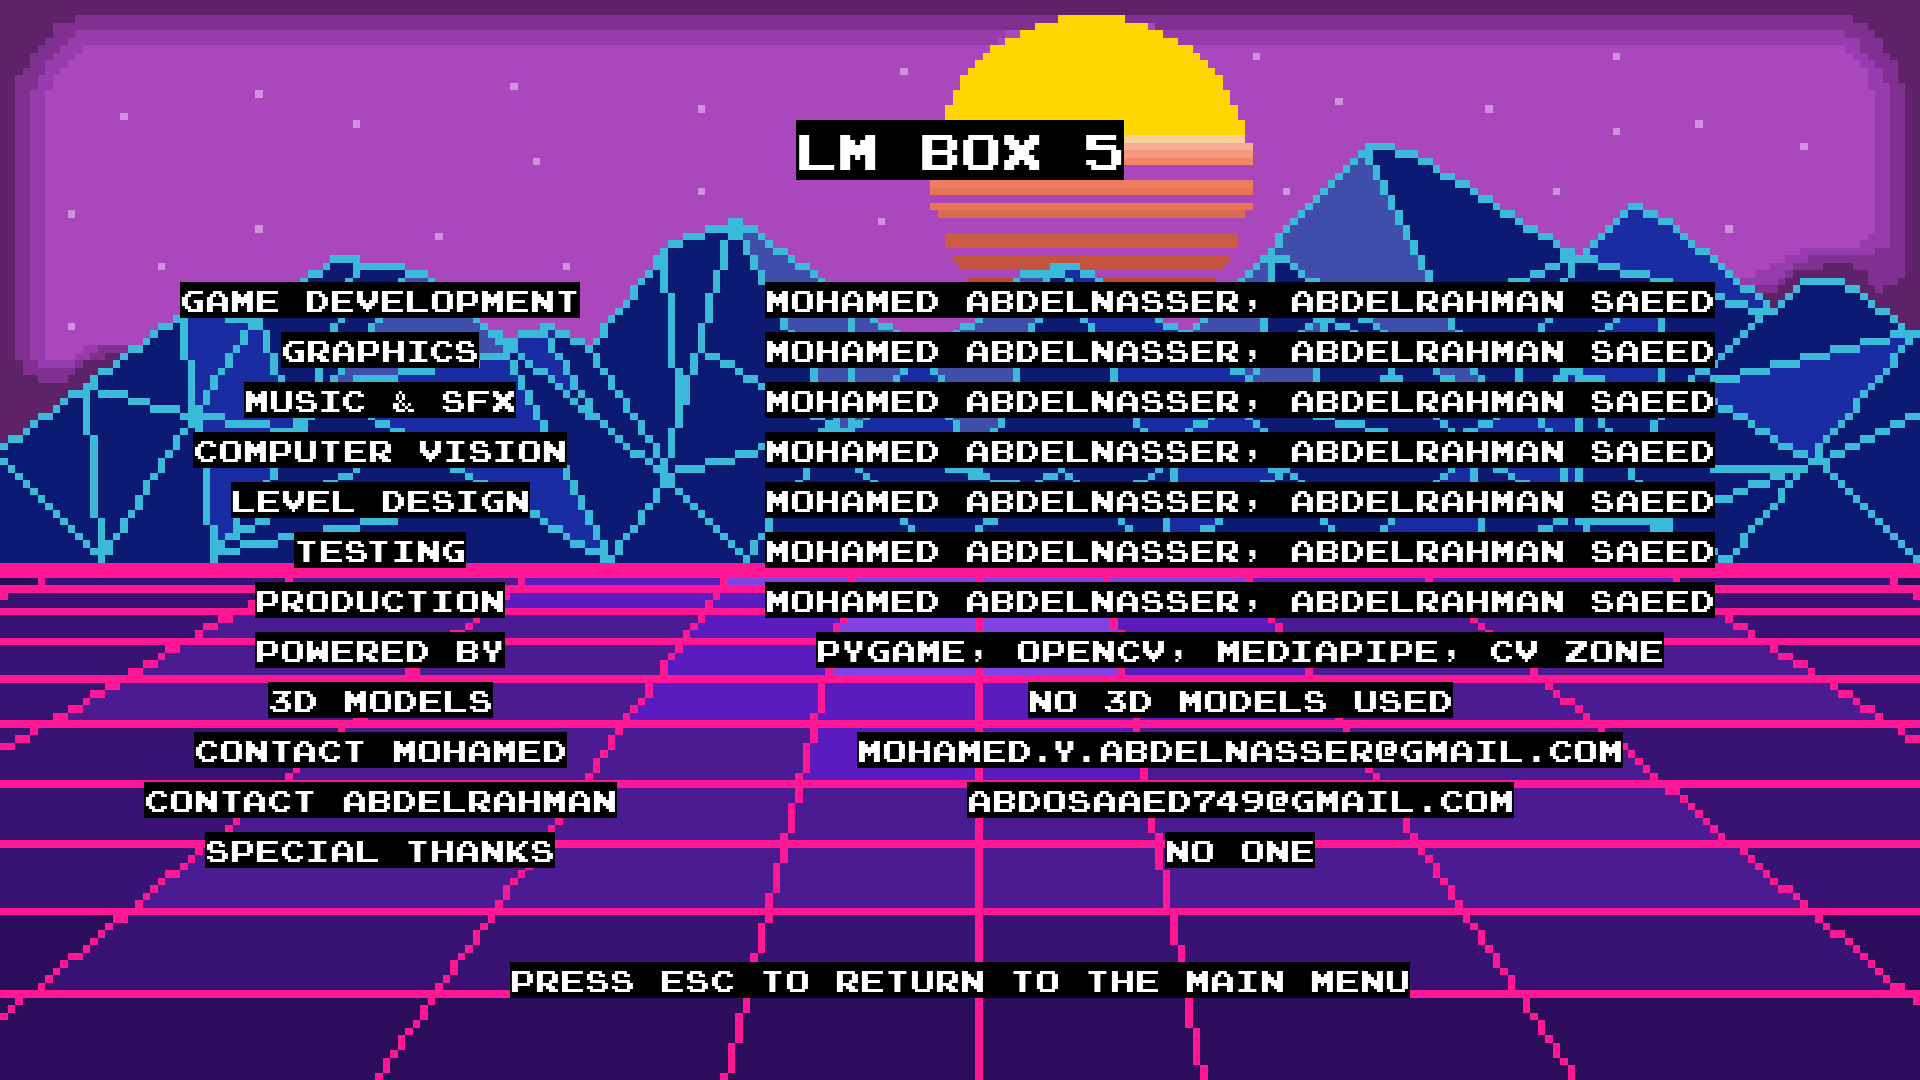 LM BOX 5
GAME DEVELOPMENT MOHAMED ABDELNASSER, ABDELRAHMAN SAEED
GRAPHICS MOHAMED ABDELNASSER, ABDELRAHMAN SAEED
MUSIC & SFX MOHAMED ABDELNASSER, ABDELRAHMAN SAEED
COMPUTER VISION MOHAMED ABDELNASSER, ABDELRAHMAN SAEED
LEVEL DESIGN MOHAMED ABDELNASSER, ABDELRAHMAN SAEED
TESTING MOHAMED ABDELNASSER, ABDELRAHMAN SAEED
PRODUCTION MOHAMED ABDELNASSER, ABDELRAHMAN SAEED
POWERED BY PYGAME, OPENCV, MEDIAPIPE, CV ZONE
3D MODELS NO 3D MODELS USED
CONTACT MOHAMED MOHAMED.Y.ABDELNASSER@GMAIL.COM
CONTACT ABDELRAHMAN ABDOSAAED749@GMAIL.COM
SPECIAL THANKS NO ONE
PRESS ESC TO RETURN TO THE MAIN MENU